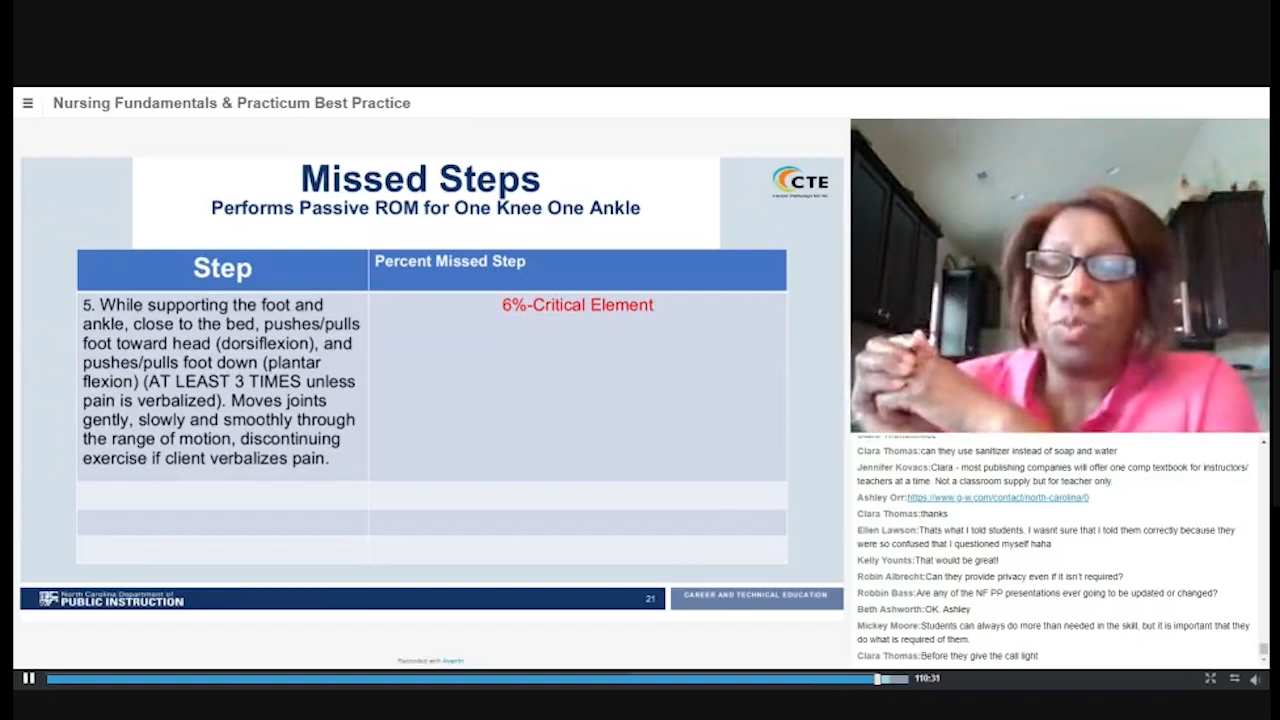 ☰ Nursing Fundamentals & Practicum Best Practice
Missed Steps
Performs Passive ROM for One Knee One Ankle
CTE
Step
Percent Missed Step
5. While supporting the foot and
ankle, close to the bed, pushes/pulls
foot toward head (dorsiflexion), and
pushes/pulls foot down (plantar
flexion) (AT LEAST 3 TIMES unless
pain is verbalized). Moves joints
gently, slowly and smoothly through
the range of motion, discontinuing
exercise if client verbalizes pain.
6%-Critical Element
North Carolina Department of
PUBLIC INSTRUCTION
21
CAREER AND TECHNICAL EDUCATION
Recorded with
Clara Thomas:can they use sanitizer instead of soap and water
Jennifer Kovacs:Clara - most publishing companies will offer one comp textbook for instructors/
teachers at a time. Not a classroom supply but for teacher only.
Ashley Orr:https://www.g-w.com/contact/north-carolina/0
Clara Thomas:thanks
Ellen Lawson:Thats what I told students, I wasnt sure that I told them correctly because they
were so confused that I questioned myself haha
Kelly Younts:That would be great!
Robin Albrecht:Can they provide privacy even if it isn't required?
Robbin Bass:Are any of the NF PP presentations ever going to be updated or changed?
Beth Ashworth:OK. Ashley
Mickey Moore:Students can always do more than needed in the skill, but it is important that they
do what is required of them.
Clara Thomas:Before they give the call light
110:31